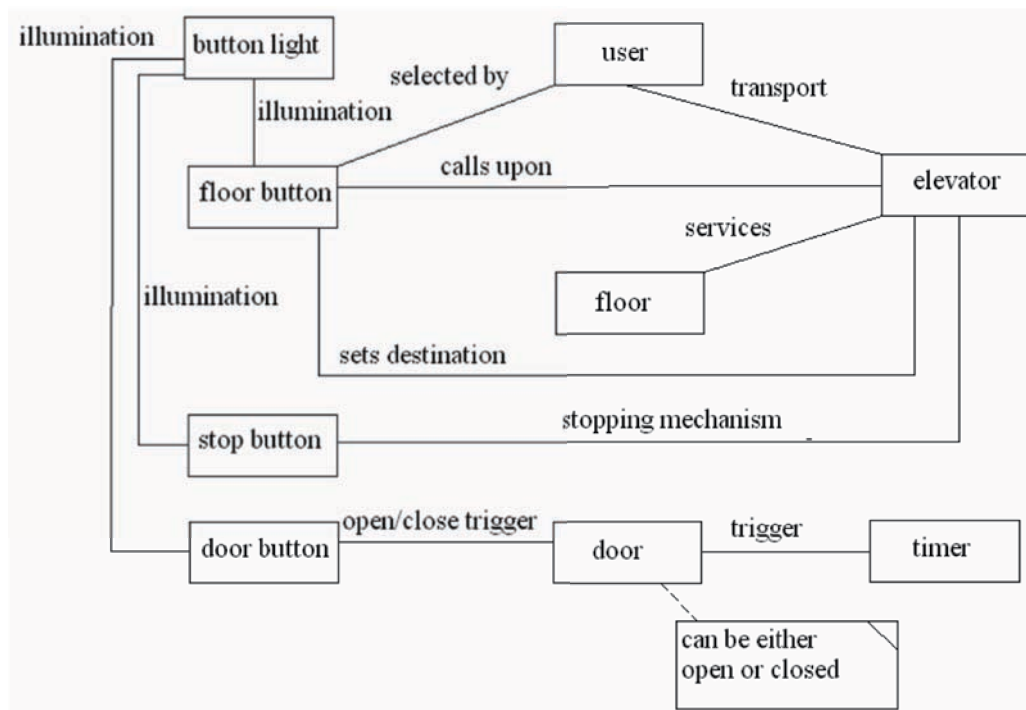 illumination
button light
user
selected by
transport
illumination
calls upon
floor button
elevator
services
illumination
floor
sets destination
stopping mechanism
stop button
open/close trigger
trigger
door button
door
timer
can be either
open or closed